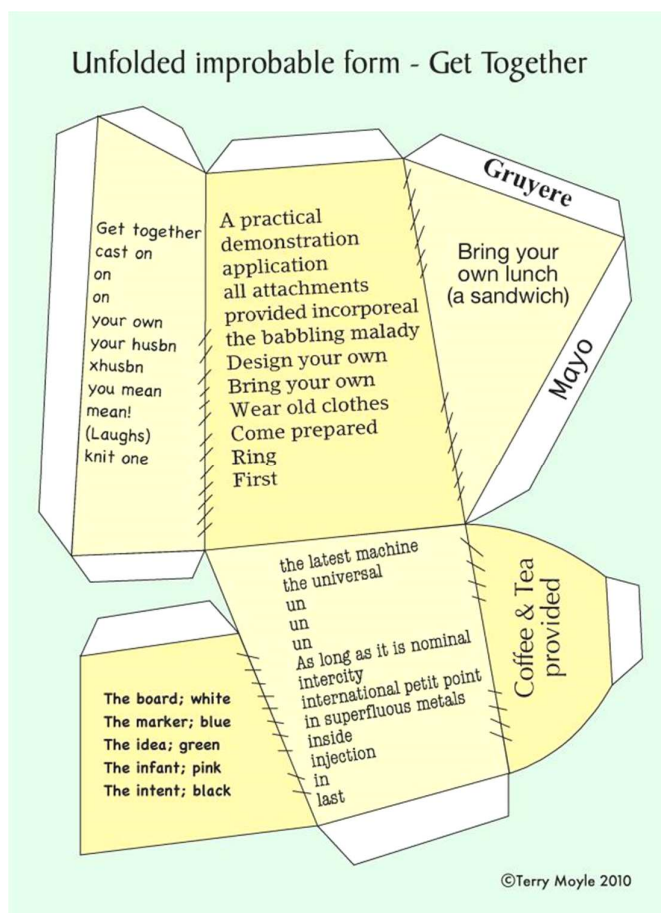 Unfolded improbable form - Get Together
Get together
cast on
on
on
your own
your husbn
xhusbn
you mean
mean!
(Laughs)
knit one
A practical
demonstration
application
all attachments
provided incorporeal
the babbling malady
Design your own
Bring your own
Wear old clothes
Come prepared
Ring
First
Gruyere
Bring your
own lunch
(a sandwich)
Mayo
the latest machine
the universal
un
un
un
As long as it is nominal
intercity
international petit point
in superfluous metals
inside
injection
in
last
Coffee & Tea
provided
The board; white
The marker; blue
The idea; green
The infant; pink
The intent; black
©Terry Moyle 2010